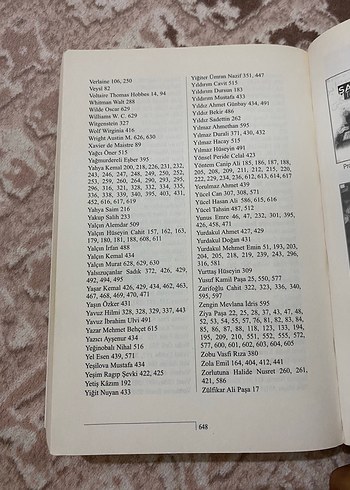 Verlaine 106, 250
Veysî 82
Voltaire Thomas Hobbes 14, 94
Whitman Walt 288
Wilde Oscar 629
Williams W. C. 629
Witgenstein 327
Wolf Wirginia 416
Wright Austin M. 626, 630
Xavier de Maistre 89
Yağcı Öner 515
Yağmurdereli Eşber 395
Yahya Kemal 200, 218, 226, 231, 232,
243, 246, 247, 248, 249, 250, 252,
253, 259, 260, 264, 290, 293, 295,
296, 316, 321, 328, 332, 334, 335,
336, 338, 339, 340, 395, 403, 431,
452, 616, 617, 619
Yahya Saim 216
Yakup Salih 233
Yalçın Alemdar 509
Yalçın Hüseyin Cahit 157, 162, 163,
179, 180, 181, 188, 608, 611
Yalçın İrfan 488
Yalçın Kemal 434
Yalçın Murat 628, 629, 630
Yalsızuçanlar Sadık 372, 426, 429,
492, 494, 495
Yaşar Kemal 426, 429, 434, 462, 463,
467, 468, 469, 470, 471
Yaşın Özker 431
Yavuz Hilmi 328, 328, 329, 337, 443
Yavuz İbrahim Ulvi 491
Yazar Mehmet Behçet 615
Yazıcı Ayşenur 434
Yeğinobalı Nihal 516
Yel Esen 439, 571
Yeşilova Mustafa 434
Yeşim Ragıp Şevki 422, 425
Yetiş Kâzım 192
Yiğit Nuyan 433
Yiğiner Ümran Nazif 351, 447
Yıldırım Cavit 515
Yıldırım Dursun 183
Yıldırım Mustafa 433
Yıldız Ahmet Günbay 434, 491
Yıldız Bekir 486
Yıldız Sadettin 262
Yılmaz Ahmethan 595
Yılmaz Durali 371, 430, 432
Yılmaz Hacay 515
Yılmaz Hüseyin 491
Yönsel Peride Celal 423
Yöntem Canip Ali 185, 186, 187, 188,
205, 208, 209, 211, 212, 215, 220,
222, 229, 234, 236, 612, 613, 614, 617
Yorulmaz Ahmet 439
Yücel Can 307, 308, 571
Yücel Hasan Ali 586, 615, 616
Yücel Tahsin 487, 512
Yunus Emre 46, 47, 232, 301, 395,
426, 458, 471
Yurdakul Ahmet 427, 429
Yurdakul Doğan 431
Yurdakul Mehmet Emin 51, 193, 203,
204, 205, 218, 219, 239, 243, 296,
316, 581
Yurttaş Hüseyin 309
Yusuf Kamil Paşa 25, 550, 577
Zarifoğlu Cahit 322, 323, 336, 340,
595, 597
Zengin Mevlana İdris 595
Ziya Paşa 22, 25, 28, 37, 43, 47, 48,
52, 53, 54, 55, 57, 76, 81, 82, 83, 84,
85, 86, 87, 88, 118, 123, 133, 194,
195, 209, 210, 551, 552, 555, 572,
577, 600, 601, 602, 603, 604, 605
Zobu Vasfi Rıza 380
Zola Emil 164, 404, 412, 441
Zorlutuna Halide Nusret 260, 261,
421, 586
Zülfikar Ali Paşa 17
648